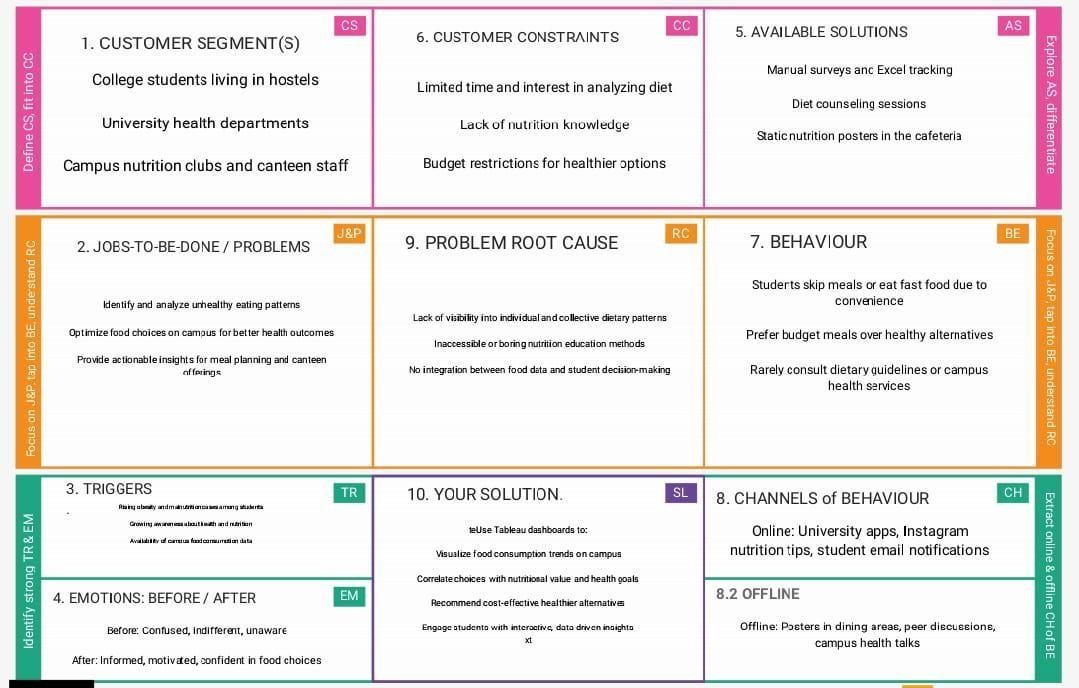 Define CS, fit into CC
1. CUSTOMER SEGMENT(S)
CS
College students living in hostels
University health departments
Campus nutrition clubs and canteen staff
6. CUSTOMER CONSTRAINTS
CC
Limited time and interest in analyzing diet
Lack of nutrition knowledge
Budget restrictions for healthier options
5. AVAILABLE SOLUTIONS
AS
Manual surveys and Excel tracking
Diet counseling sessions
Static nutrition posters in the cafeteria
Explore AS, differentiate
Focus on J&P, tap into BE, understand RC
2. JOBS-TO-BE-DONE / PROBLEMS
J&P
Identify and analyze unhealthy eating patterns
Optimize food choices on campus for better health outcomes
Provide actionable insights for meal planning and canteen
offerings
9. PROBLEM ROOT CAUSE
RC
Lack of visibility into individual and collective dietary patterns
Inaccessible or boring nutrition education methods
No integration between food data and student decision-making
7. BEHAVIOUR
BE
Students skip meals or eat fast food due to
convenience
Prefer budget meals over healthy alternatives
Rarely consult dietary guidelines or campus
health services
Focus on J&P, tap into BE, understand RC
Identify strong TR & EM
3. TRIGGERS
TR
Rising obesity and malnutrition cases among students
Growing awareness about health and nutrition
Availability of campus food consumption data
4. EMOTIONS: BEFORE / AFTER
EM
Before: Confused, indifferent, unaware
After: Informed, motivated, confident in food choices
10. YOUR SOLUTION.
SL
teUse Tableau dashboards to:
Visualize food consumption trends on campus
Correlate choices with nutritional value and health goals
Recommend cost-effective healthier alternatives
Engage students with interactive, data driven insights
xt
8. CHANNELS of BEHAVIOUR
CH
Online: University apps, Instagram
nutrition tips, student email notifications
8.2 OFFLINE
Offline: Posters in dining areas, peer discussions,
campus health talks
Extract online & offline CH of BE